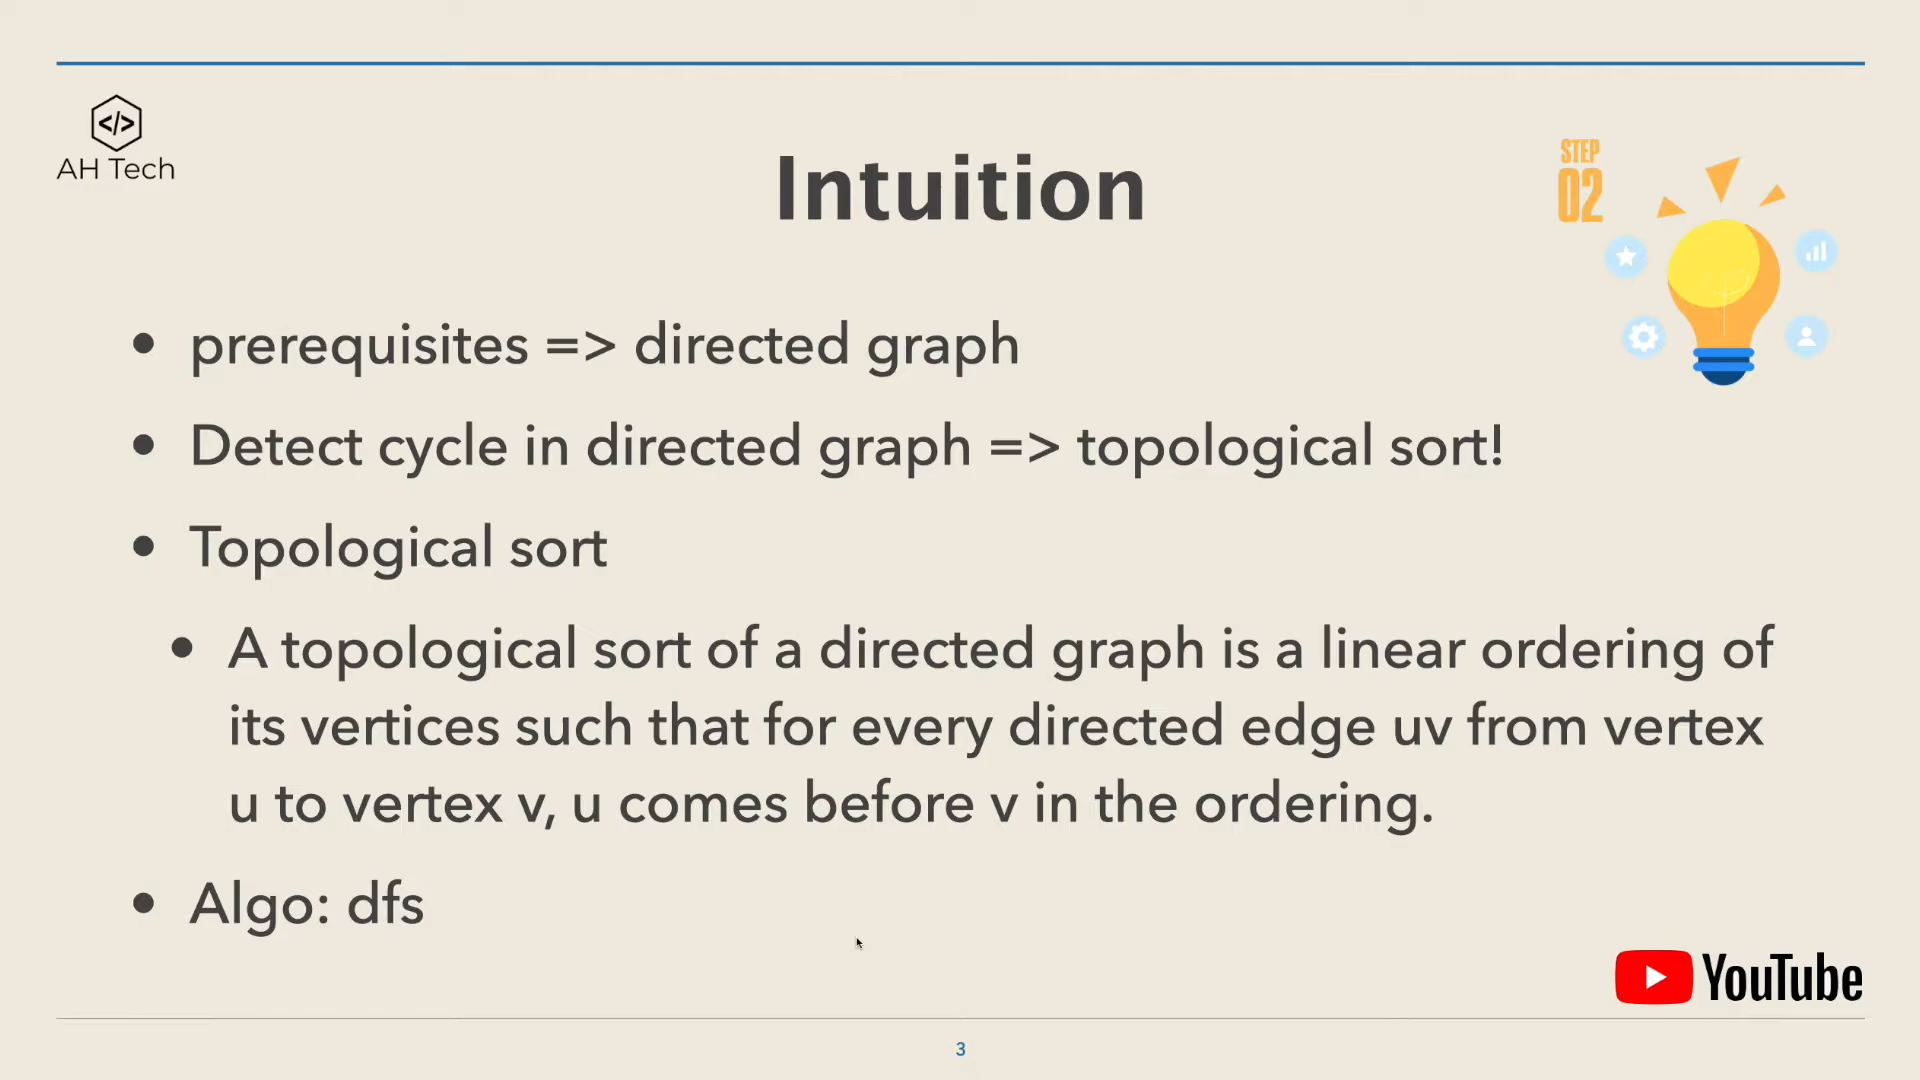 </>
AH Tech
Intuition
STEP
02
• prerequisites => directed graph
• Detect cycle in directed graph => topological sort!
• Topological sort
• A topological sort of a directed graph is a linear ordering of
its vertices such that for every directed edge uv from vertex
u to vertex v, u comes before v in the ordering.
• Algo: dfs
YouTube
3